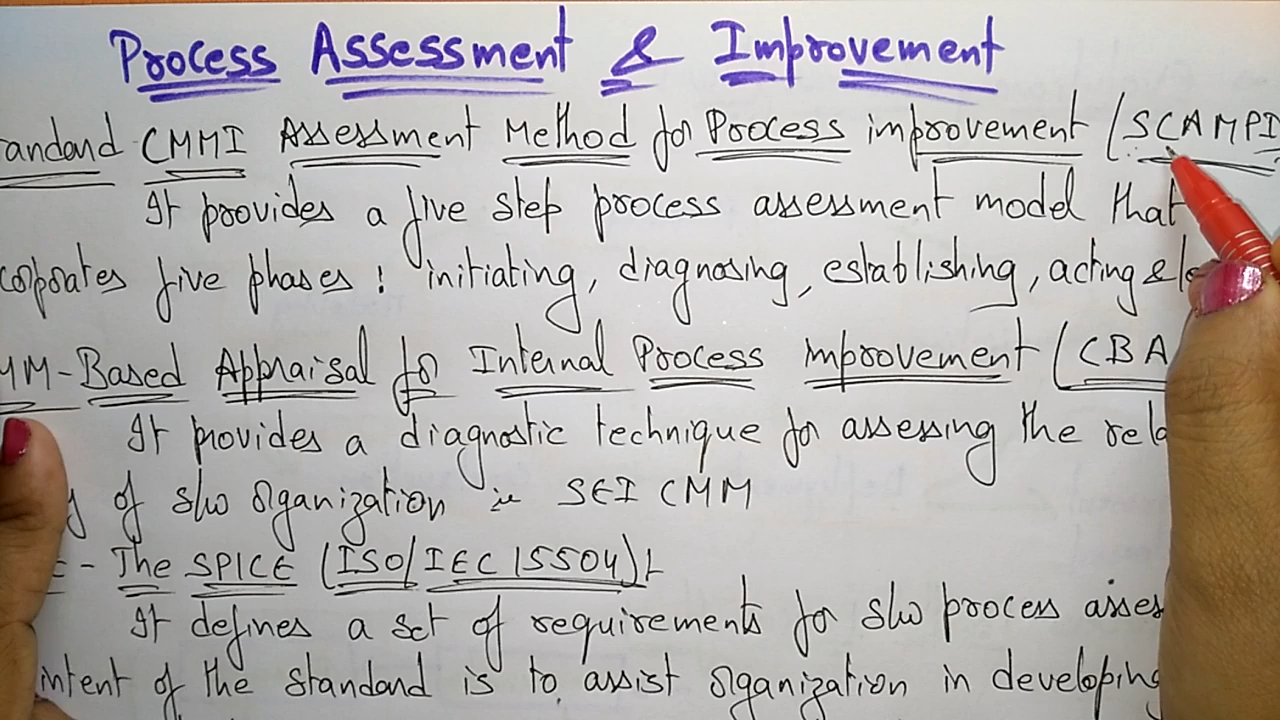 Process Assessment & Improvement
andard CMMI Assessment Method for Process improvement (SCAMPI
It provides a five step process assessment model that
corporates five phases : initiating, diagnosing, establishing, acting & le
MM-Based Appraisal for Internal Process improvement (CBA
It provides a diagnostic technique for assessing the rela
y of s/w organization ie SEI CMM
E - The SPICE (ISO/IEC 15504) L
It defines a set of requirements for s/w process asses
intent of the standard is to assist organization in developing